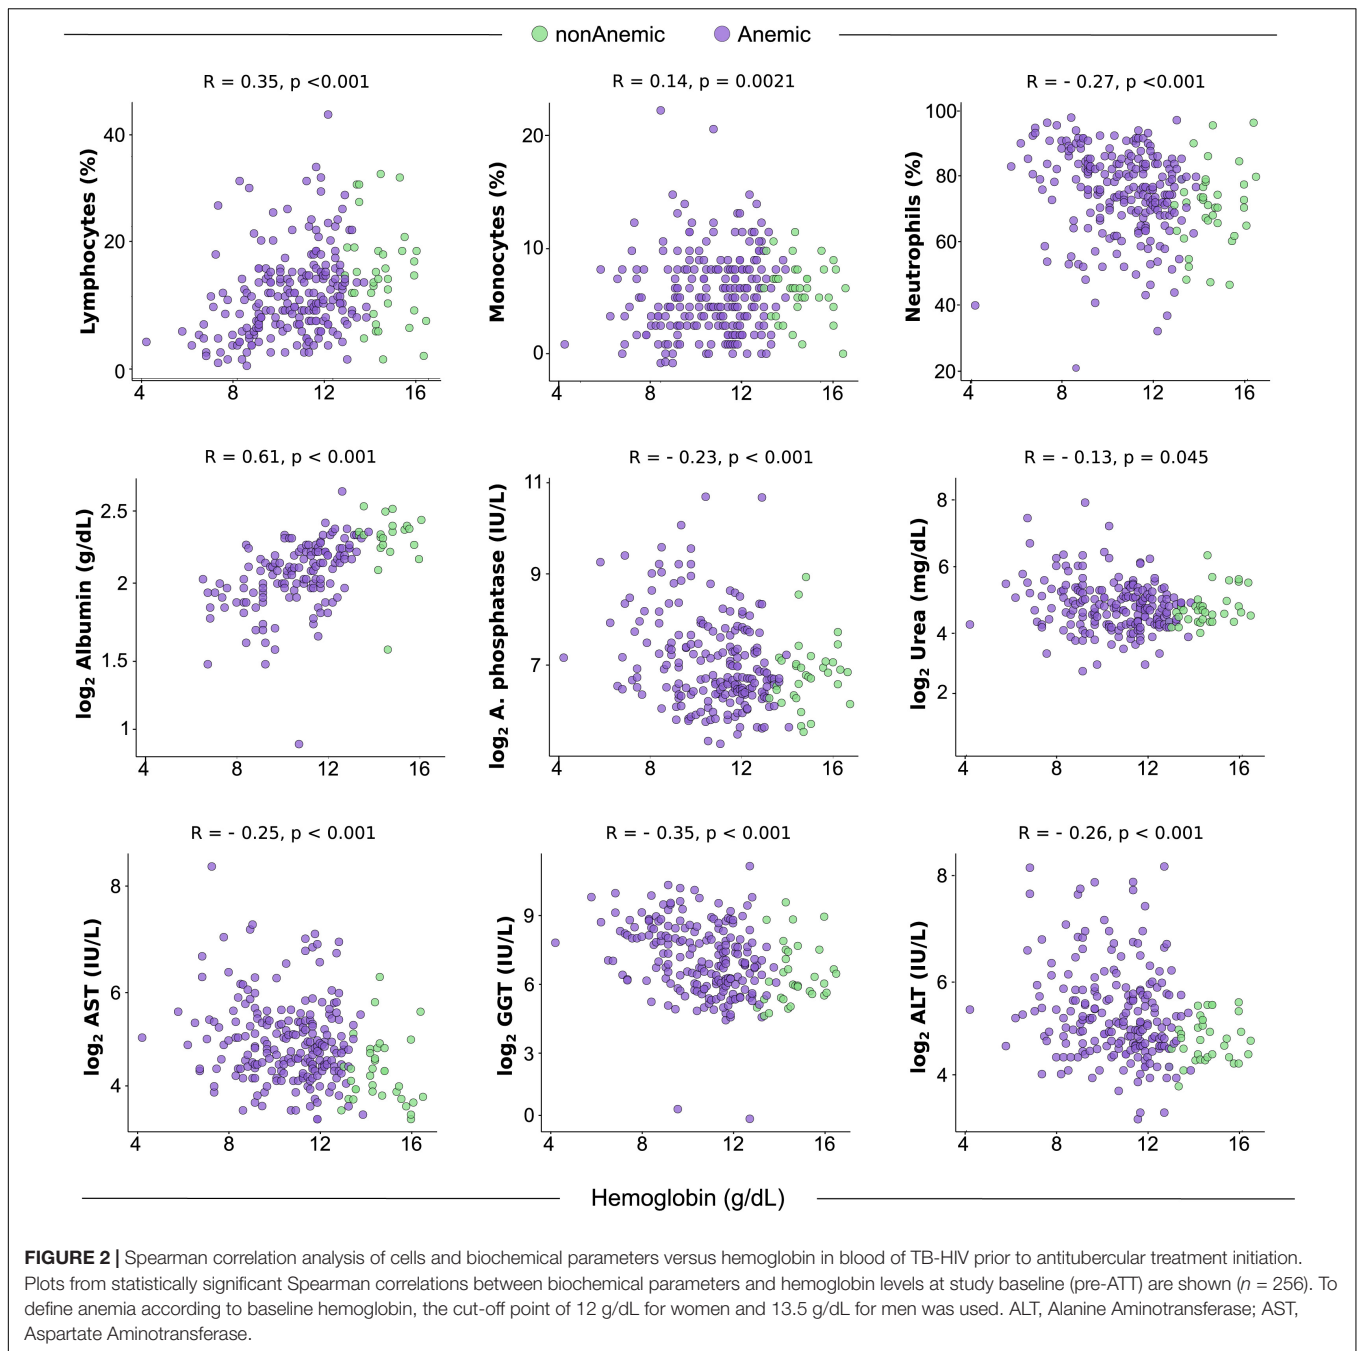 nonAnemic Anemic
R = 0.35, p <0.001
Lymphocytes (%)
40
20
0
4 8 12 16
R = 0.14, p = 0.0021
Monocytes (%)
20
10
0
4 8 12 16
R = - 0.27, p <0.001
Neutrophils (%)
100
80
60
40
20
4 8 12 16
R = 0.61, p < 0.001
log₂ Albumin (g/dL)
2.5
2
1.5
1
4 8 12 16
R = - 0.23, p < 0.001
log₂ A. phosphatase (IU/L)
11
9
7
4 8 12 16
R = - 0.13, p = 0.045
log₂ Urea (mg/dL)
8
6
4
2
4 8 12 16
R = - 0.25, p < 0.001
log₂ AST (IU/L)
8
6
4
4 8 12 16
R = - 0.35, p < 0.001
log₂ GGT (IU/L)
9
6
3
0
4 8 12 16
R = - 0.26, p < 0.001
log₂ ALT (IU/L)
8
6
4
4 8 12 16
Hemoglobin (g/dL)
FIGURE 2 | Spearman correlation analysis of cells and biochemical parameters versus hemoglobin in blood of TB-HIV prior to antitubercular treatment initiation.
Plots from statistically significant Spearman correlations between biochemical parameters and hemoglobin levels at study baseline (pre-ATT) are shown (n = 256). To
define anemia according to baseline hemoglobin, the cut-off point of 12 g/dL for women and 13.5 g/dL for men was used. ALT, Alanine Aminotransferase; AST,
Aspartate Aminotransferase.